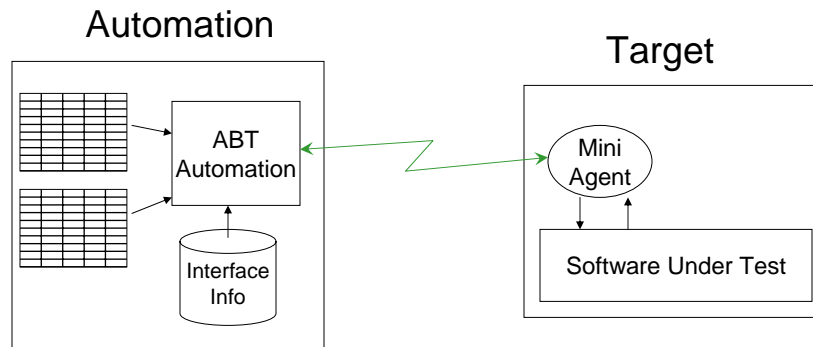 Automation
Target
ABT
Automation
Interface
Info
Mini
Agent
Software Under Test